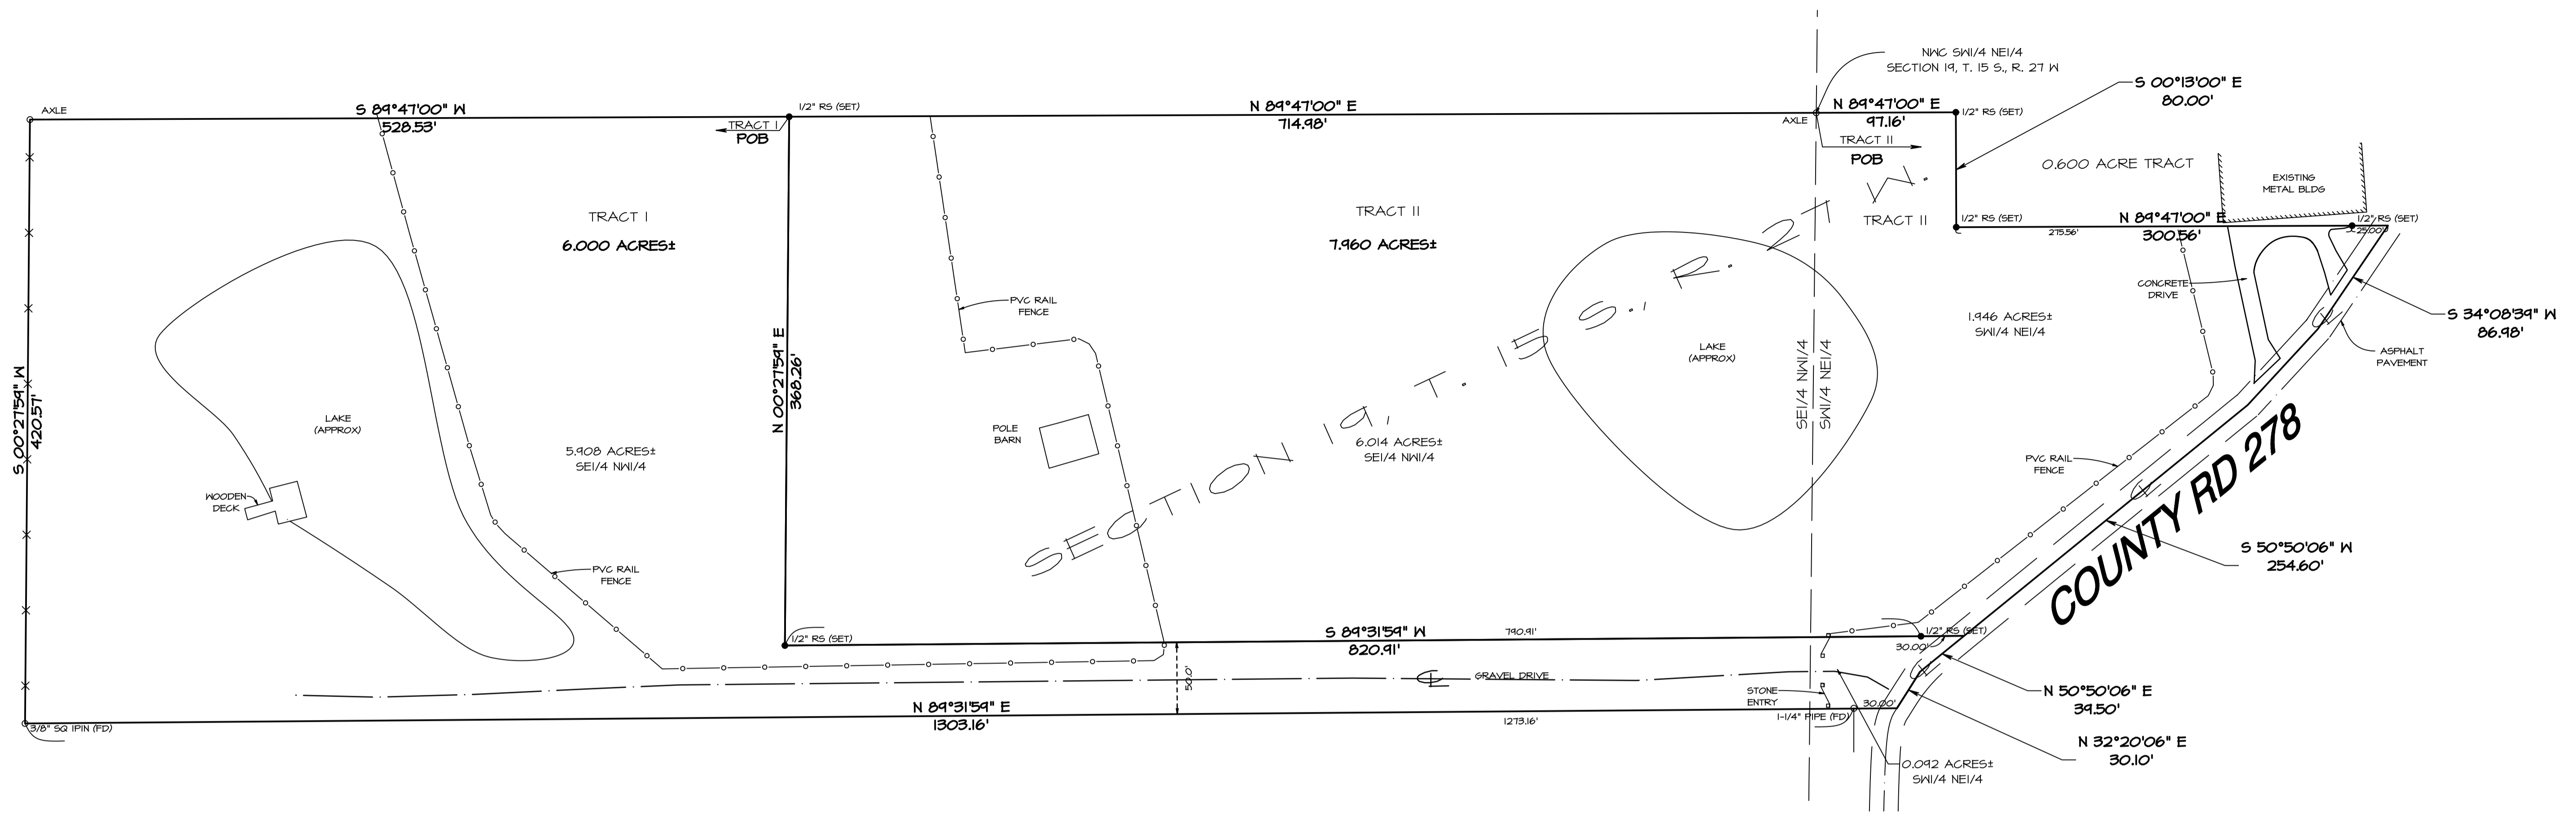 NWC SW1/4 NE1/4
SECTION 19, T. 15 S., R. 27 W
S 00°13'00" E
80.00'
AXLE
S 89°47'00" W
528.53'
1/2" RS (SET)
TRACT I
POB
N 89°47'00" E
714.98'
AXLE
N 89°47'00" E
97.16'
1/2" RS (SET)
TRACT II
POB
0.600 ACRE TRACT
EXISTING
METAL BLDG
TRACT I
6.000 ACRES±
TRACT II
7.960 ACRES±
TRACT II
1/2" RS (SET)
N 89°47'00" E
275.56'
300.56'
1/2" RS (SET)
25.00'
PVC RAIL
FENCE
CONCRETE
DRIVE
1.946 ACRES±
SW1/4 NE1/4
S 34°08'39" W
86.98'
ASPHALT
PAVEMENT
LAKE
(APPROX)
SE1/4 NW1/4
SW1/4 NE1/4
N 00°27'59" E
368.26'
S 00°27'59" W
420.57'
LAKE
(APPROX)
POLE
BARN
5.908 ACRES±
SE1/4 NW1/4
6.014 ACRES±
SE1/4 NW1/4
SECTION 19, T. 15 S., R. 27 W.
PVC RAIL
FENCE
COUNTY RD 278
WOODEN
DECK
S 50°50'06" W
254.60'
PVC RAIL
FENCE
1/2" RS (SET)
S 89°31'59" W
790.91'
820.91'
1/2" RS (SET)
30.00'
50.0'
GRAVEL DRIVE
STONE
ENTRY
N 50°50'06" E
39.50'
3/8" SQ IPIN (FD)
N 89°31'59" E
1303.16'
1273.16'
1-1/4" PIPE (FD)
30.00'
N 32°20'06" E
30.10'
0.092 ACRES±
SW1/4 NE1/4